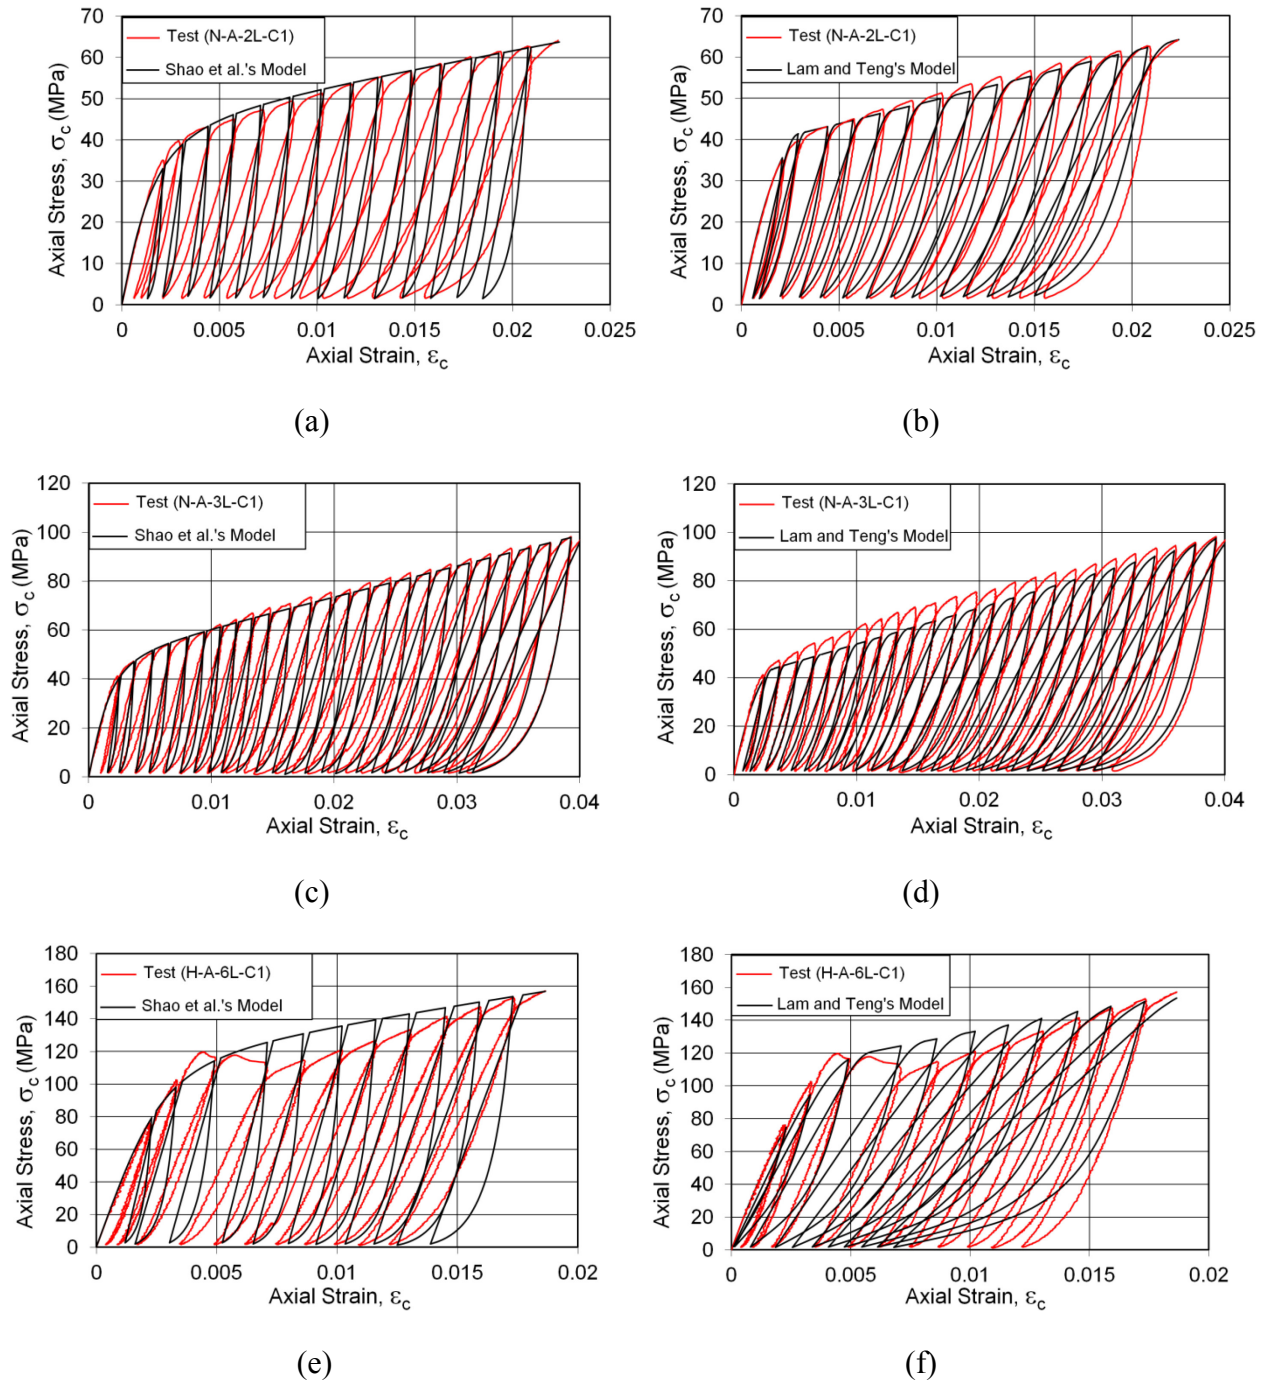 70
60
50
40
30
20
10
0
Axial Stress, σc (MPa)
Test (N-A-2L-C1)
Shao et al.'s Model
0 0.005 0.01 0.015 0.02 0.025
Axial Strain, εc
(a)
70
60
50
40
30
20
10
0
Axial Stress, σc (MPa)
Test (N-A-2L-C1)
Lam and Teng's Model
0 0.005 0.01 0.015 0.02 0.025
Axial Strain, εc
(b)
120
100
80
60
40
20
0
Axial Stress, σc (MPa)
Test (N-A-3L-C1)
Shao et al.'s Model
0 0.01 0.02 0.03 0.04
Axial Strain, εc
(c)
120
100
80
60
40
20
0
Axial Stress, σc (MPa)
Test (N-A-3L-C1)
Lam and Teng's Model
0 0.01 0.02 0.03 0.04
Axial Strain, εc
(d)
180
160
140
120
100
80
60
40
20
0
Axial Stress, σc (MPa)
Test (H-A-6L-C1)
Shao et al.'s Model
0 0.005 0.01 0.015 0.02
Axial Strain, εc
(e)
180
160
140
120
100
80
60
40
20
0
Axial Stress, σc (MPa)
Test (H-A-6L-C1)
Lam and Teng's Model
0 0.005 0.01 0.015 0.02
Axial Strain, εc
(f)